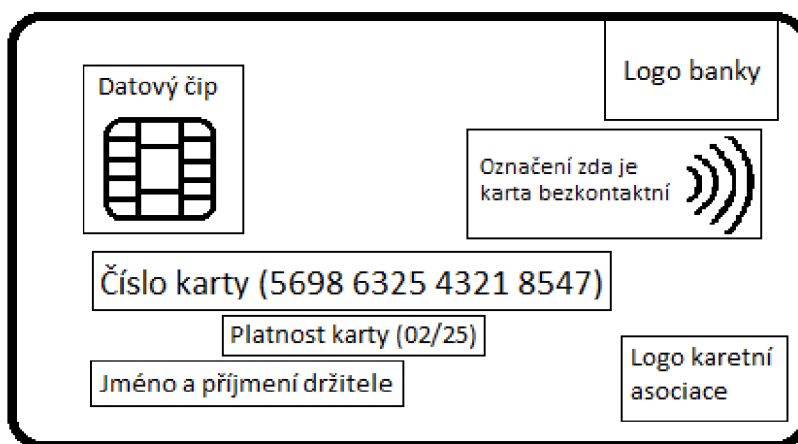 Logo banky
Datový čip
Označení zda je
karta bezkontaktní
Číslo karty (5698 6325 4321 8547)
Platnost karty (02/25)
Jméno a příjmení držitele
Logo karetní
asociace